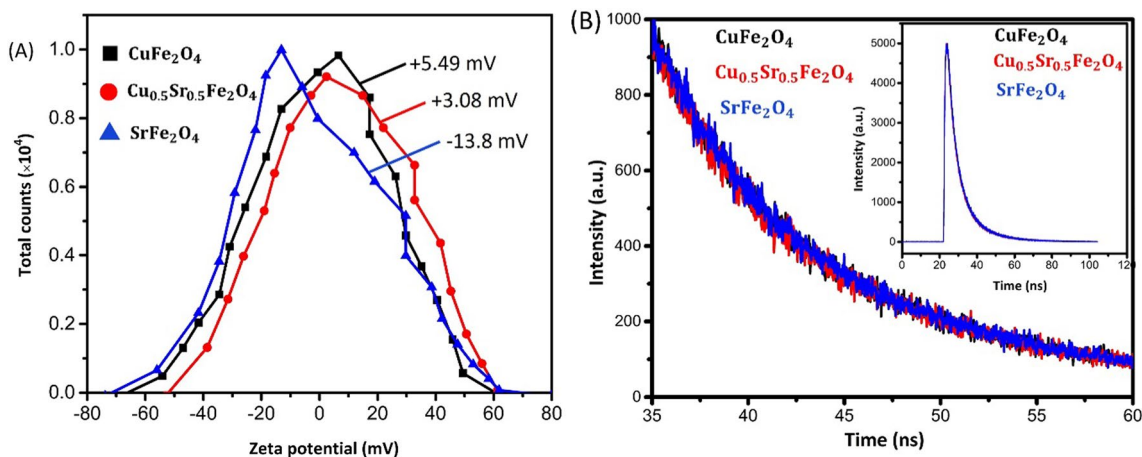 (A)
CuFe₂O₄
Cu₀.₅Sr₀.₅Fe₂O₄
SrFe₂O₄
+5.49 mV
+3.08 mV
-13.8 mV
Total counts (×10⁴)
1.0
0.8
0.6
0.4
0.2
0.0
-80 -60 -40 -20 0 20 40 60 80
Zeta potential (mV)
(B)
CuFe₂O₄
Cu₀.₅Sr₀.₅Fe₂O₄
SrFe₂O₄
Intensity (a.u.)
1000
800
600
400
200
0
35 40 45 50 55 60
Time (ns)
CuFe₂O₄
Cu₀.₅Sr₀.₅Fe₂O₄
SrFe₂O₄
Intensity (a.u.)
5000
4000
3000
2000
1000
0
0 20 40 60 80 100 120
Time (ns)